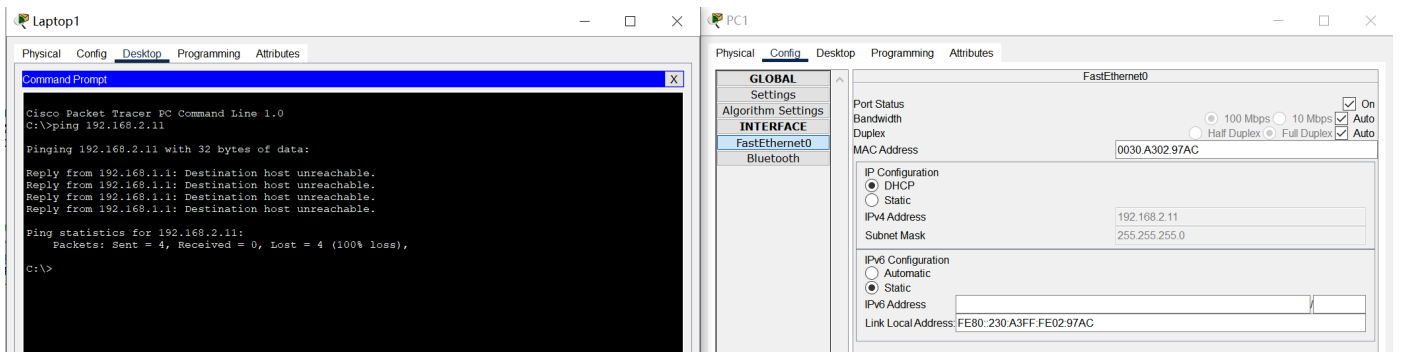 Laptop1
Physical Config Desktop Programming Attributes
Command Prompt X
Cisco Packet Tracer PC Command Line 1.0
C:\>ping 192.168.2.11
Pinging 192.168.2.11 with 32 bytes of data:
Reply from 192.168.1.1: Destination host unreachable.
Reply from 192.168.1.1: Destination host unreachable.
Reply from 192.168.1.1: Destination host unreachable.
Reply from 192.168.1.1: Destination host unreachable.
Ping statistics for 192.168.2.11:
Packets: Sent = 4, Received = 0, Lost = 4 (100% loss),
C:\>
PC1
Physical Config Desktop Programming Attributes
GLOBAL
Settings
Algorithm Settings
INTERFACE
FastEthernet0
Bluetooth
FastEthernet0
Port Status On
Bandwidth 100 Mbps 10 Mbps Auto
Duplex Half Duplex Full Duplex Auto
MAC Address 0030.A302.97AC
IP Configuration
DHCP
Static
IPv4 Address 192.168.2.11
Subnet Mask 255.255.255.0
IPv6 Configuration
Automatic
Static
IPv6 Address /
Link Local Address: FE80::230:A3FF:FE02:97AC